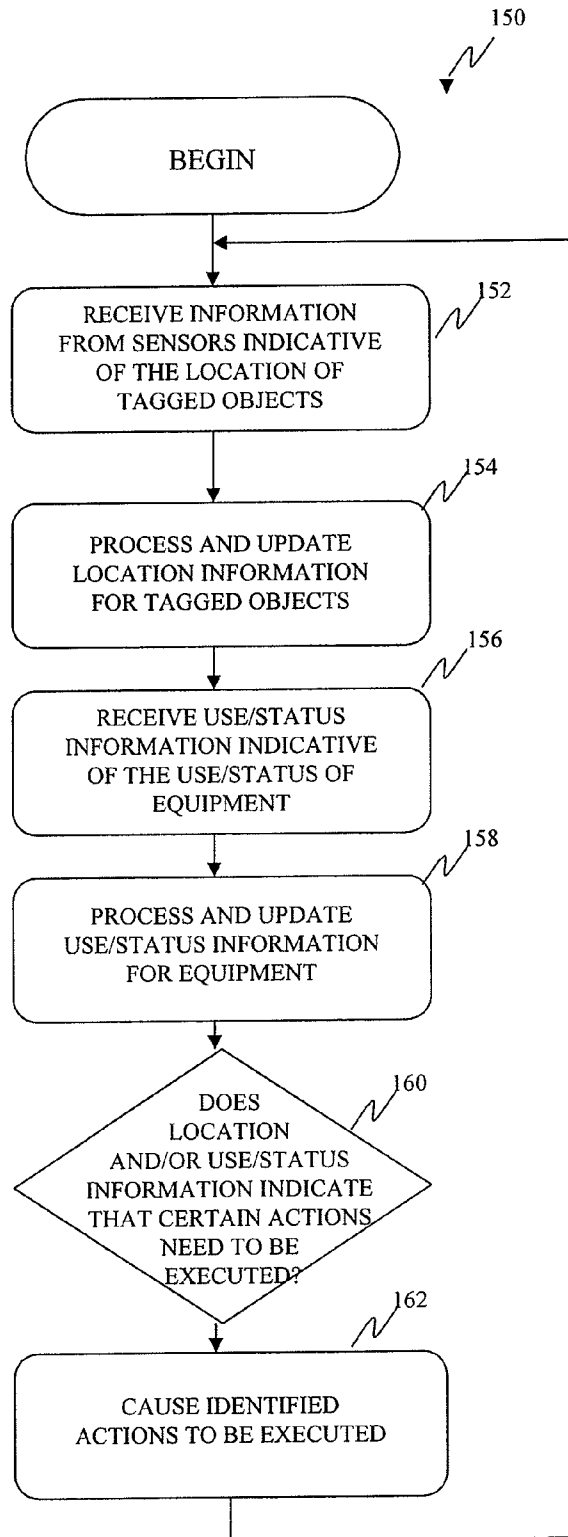 150
BEGIN
152
RECEIVE INFORMATION
FROM SENSORS INDICATIVE
OF THE LOCATION OF
TAGGED OBJECTS
154
PROCESS AND UPDATE
LOCATION INFORMATION
FOR TAGGED OBJECTS
156
RECEIVE USE/STATUS
INFORMATION INDICATIVE
OF THE USE/STATUS OF
EQUIPMENT
158
PROCESS AND UPDATE
USE/STATUS INFORMATION
FOR EQUIPMENT
160
DOES
LOCATION
AND/OR USE/STATUS
INFORMATION INDICATE
THAT CERTAIN ACTIONS
NEED TO BE
EXECUTED?
162
CAUSE IDENTIFIED
ACTIONS TO BE EXECUTED